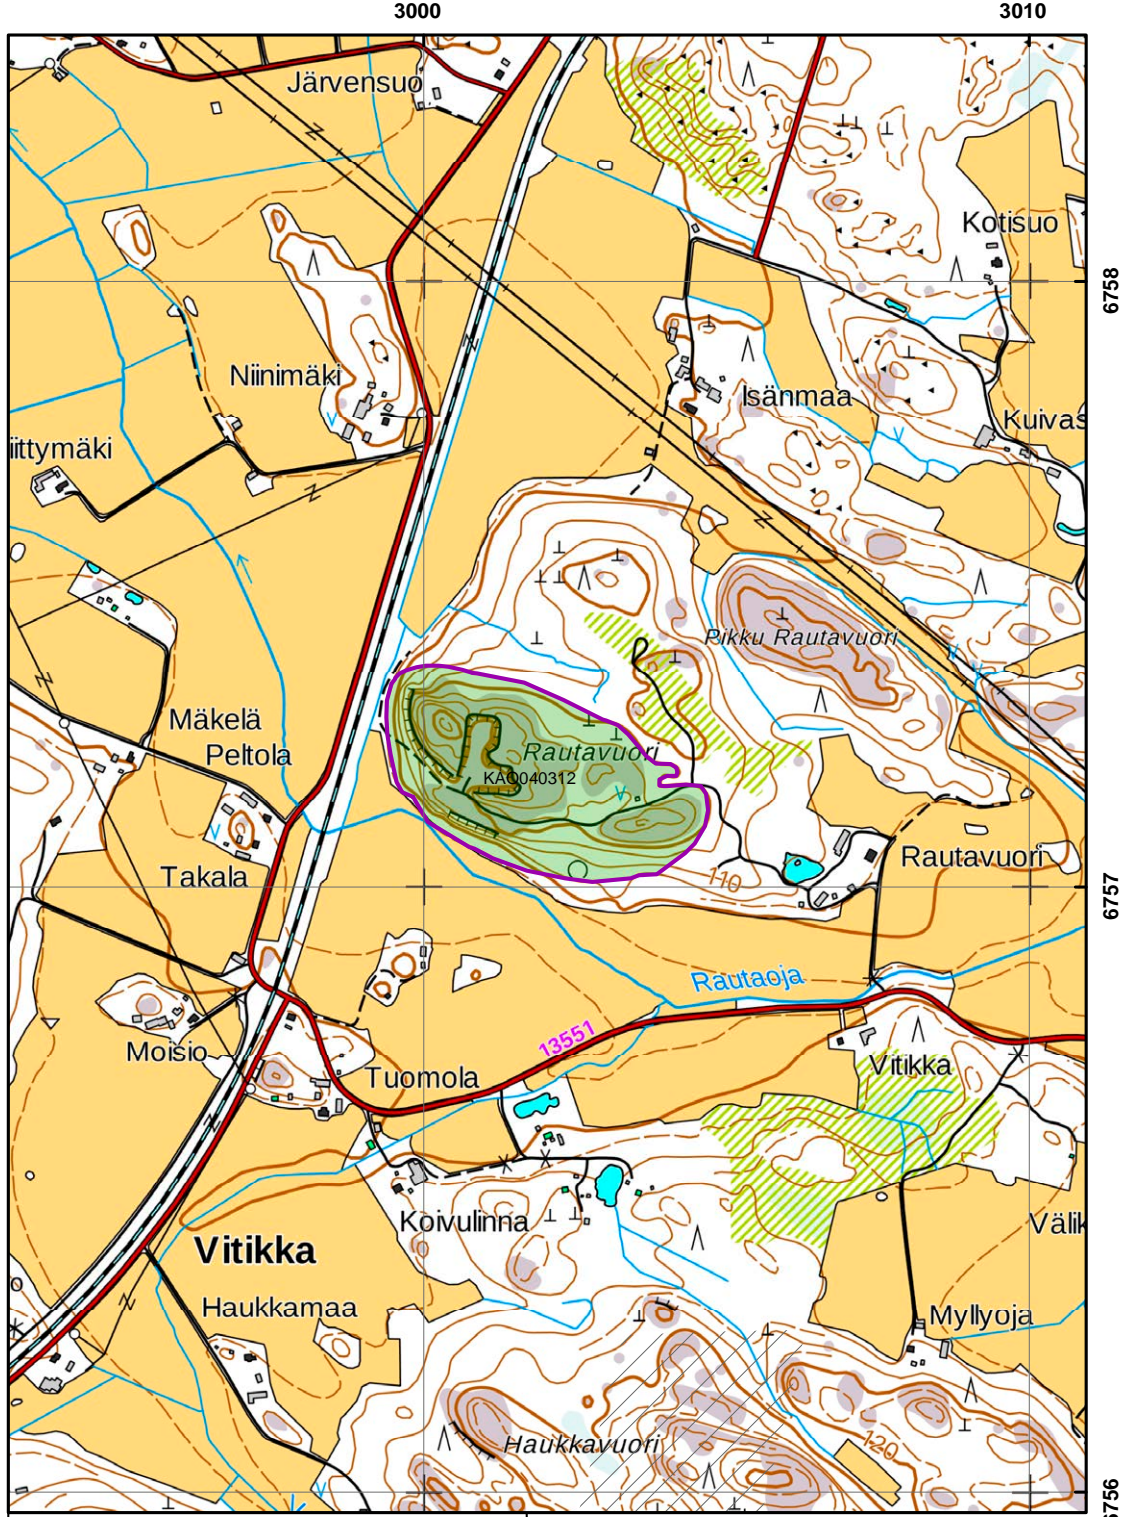 3000
3010
Järvensuo
Kotisuo
6758
Niinimäki
Isänmaa
Kuivas
iittymäki
Pikku Rautavuori
Mäkelä
Peltola
Rautavuori
KAO040312
Rautavuori
Takala
110
6757
Rautaoja
13551
Moisio
Vitikka
Tuomola
Koivulinna
Välik
Vitikka
Haukkamaa
Myllyoja
Haukkavuori
120
6756